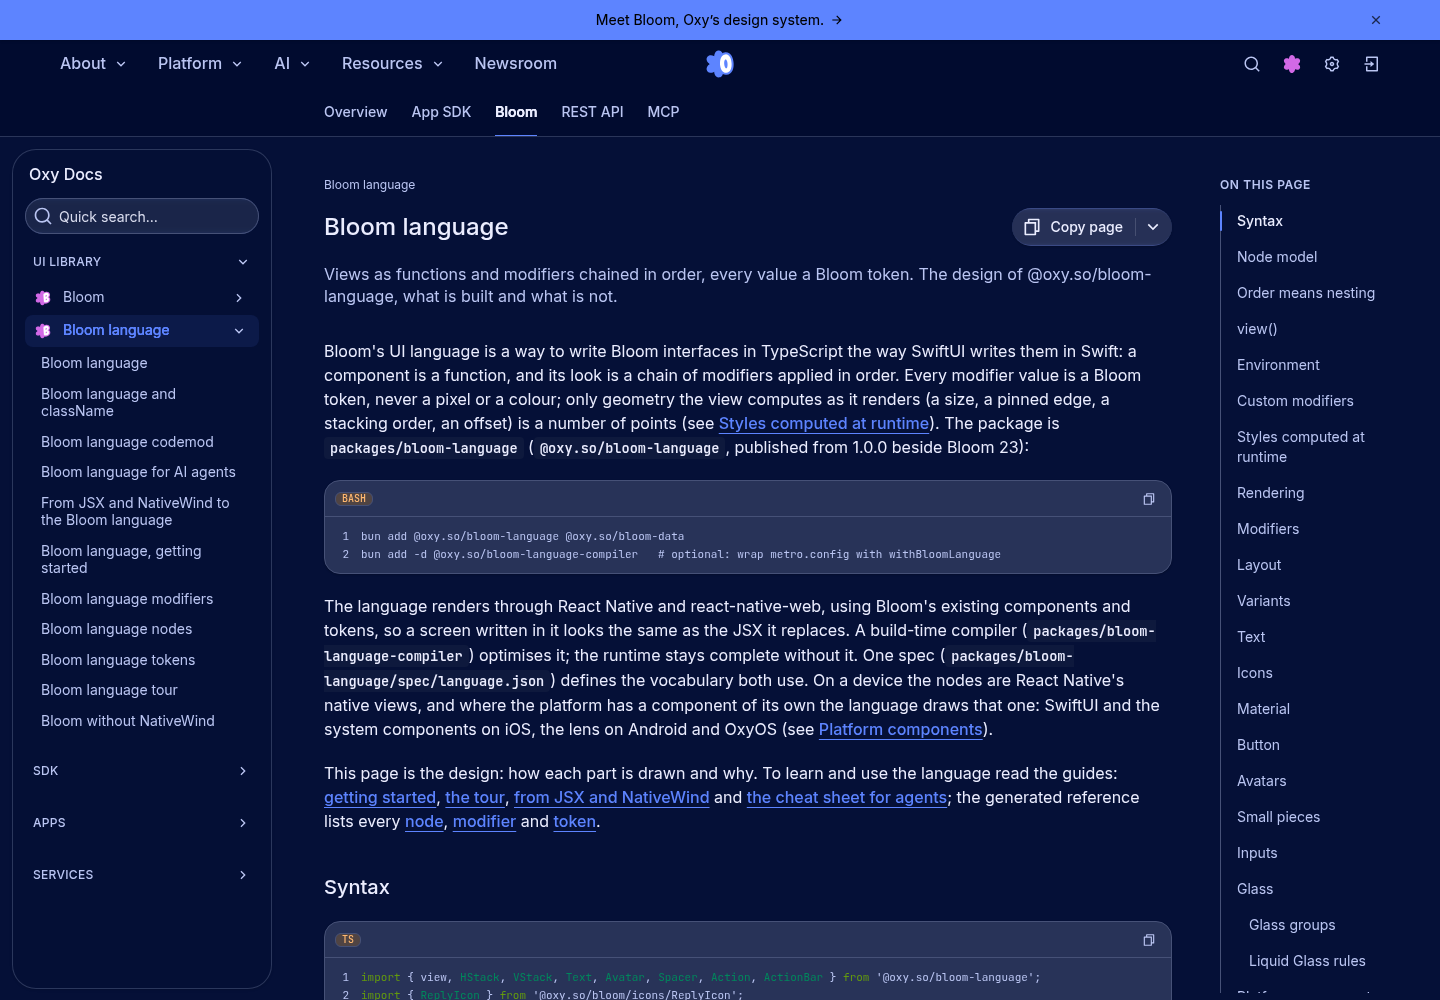 Meet Bloom, Oxy's design system. →
About
Platform
AI
Resources
Newsroom
Overview
App SDK
Bloom
REST API
MCP
Oxy Docs
Quick search...
UI LIBRARY
Bloom
Bloom language
Bloom language
Bloom language and
className
Bloom language codemod
Bloom language for AI agents
From JSX and NativeWind to
the Bloom language
Bloom language, getting
started
Bloom language modifiers
Bloom language nodes
Bloom language tokens
Bloom language tour
Bloom without NativeWind
SDK
APPS
SERVICES
Bloom language
Bloom language
Copy page
Views as functions and modifiers chained in order, every value a Bloom token. The design of @oxy.so/bloom-
language, what is built and what is not.
Bloom's UI language is a way to write Bloom interfaces in TypeScript the way SwiftUI writes them in Swift: a
component is a function, and its look is a chain of modifiers applied in order. Every modifier value is a Bloom
token, never a pixel or a colour; only geometry the view computes as it renders (a size, a pinned edge, a
stacking order, an offset) is a number of points (see Styles computed at runtime). The package is
packages/bloom-language ( @oxy.so/bloom-language , published from 1.0.0 beside Bloom 23):
BASH
1 bun add @oxy.so/bloom-language @oxy.so/bloom-data
2 bun add -d @oxy.so/bloom-language-compiler   # optional: wrap metro.config with withBloomLanguage
The language renders through React Native and react-native-web, using Bloom's existing components and
tokens, so a screen written in it looks the same as the JSX it replaces. A build-time compiler ( packages/bloom-
language-compiler ) optimises it; the runtime stays complete without it. One spec ( packages/bloom-
language/spec/language.json ) defines the vocabulary both use. On a device the nodes are React Native's
native views, and where the platform has a component of its own the language draws that one: SwiftUI and the
system components on iOS, the lens on Android and OxyOS (see Platform components).
This page is the design: how each part is drawn and why. To learn and use the language read the guides:
getting started, the tour, from JSX and NativeWind and the cheat sheet for agents; the generated reference
lists every node, modifier and token.
Syntax
TS
1 import { view, HStack, VStack, Text, Avatar, Spacer, Action, ActionBar } from '@oxy.so/bloom-language';
2 import { ReplyIcon } from '@oxy.so/bloom/icons/ReplyIcon';
ON THIS PAGE
Syntax
Node model
Order means nesting
view()
Environment
Custom modifiers
Styles computed at
runtime
Rendering
Modifiers
Layout
Variants
Text
Icons
Material
Button
Avatars
Small pieces
Inputs
Glass
Glass groups
Liquid Glass rules